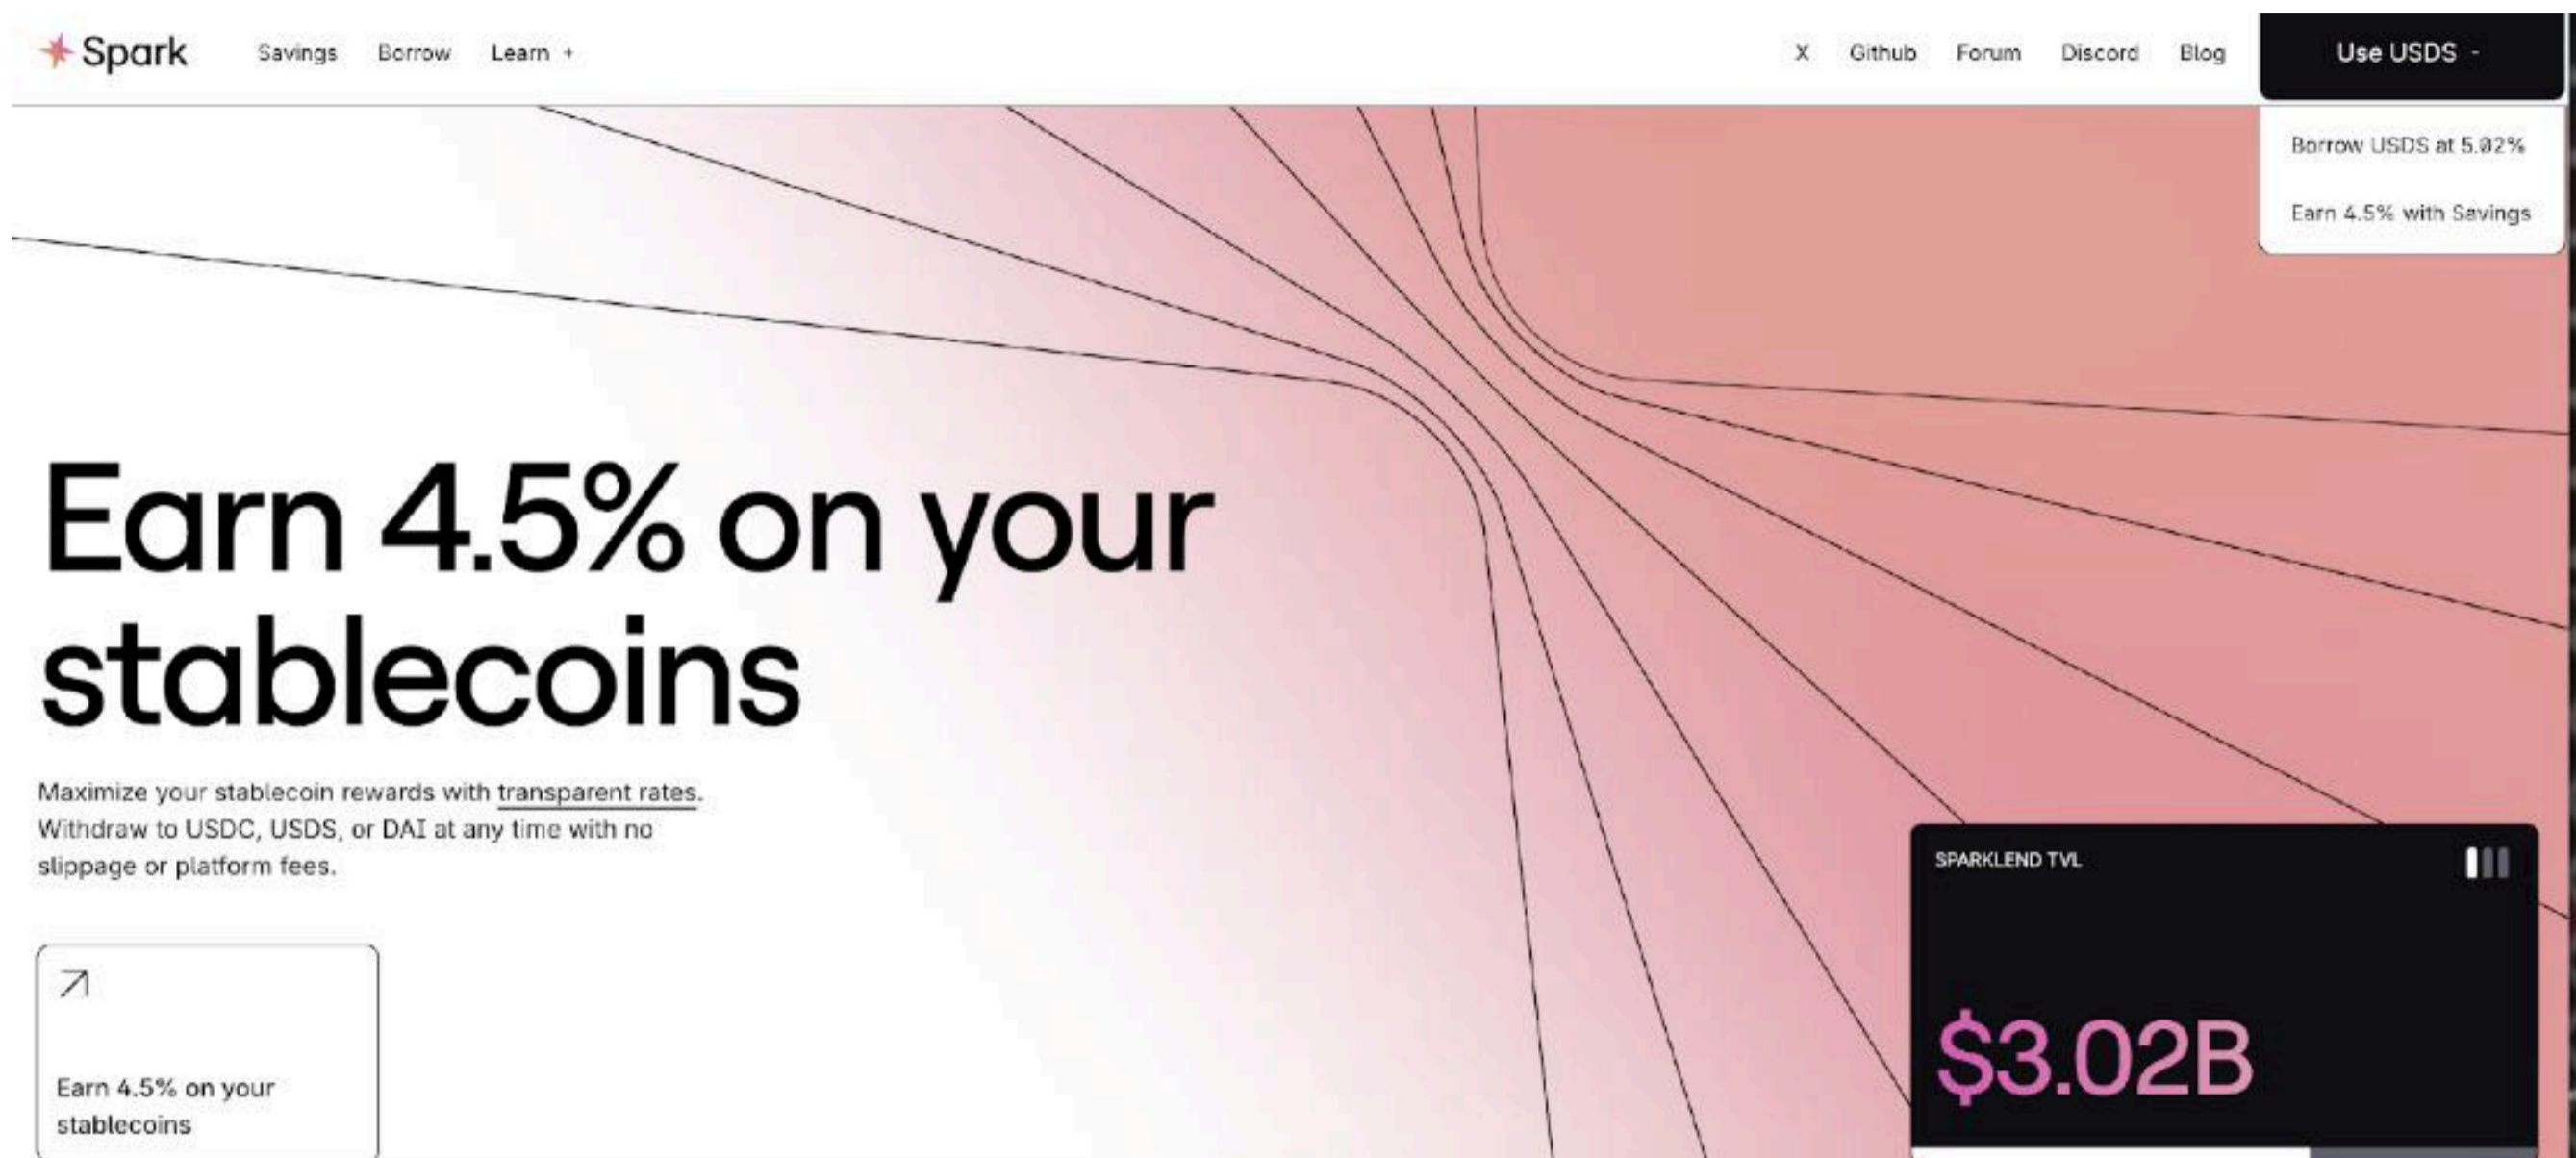 Spark
Savings Borrow Learn +
X Github Forum Discord Blog
Use USDS -
Borrow USDS at 5.02%
Earn 4.5% with Savings
Earn 4.5% on your
stablecoins
Maximize your stablecoin rewards with transparent rates.
Withdraw to USDC, USDS, or DAI at any time with no
slippage or platform fees.
Earn 4.5% on your
stablecoins
SPARKLEND TVL
$3.02B